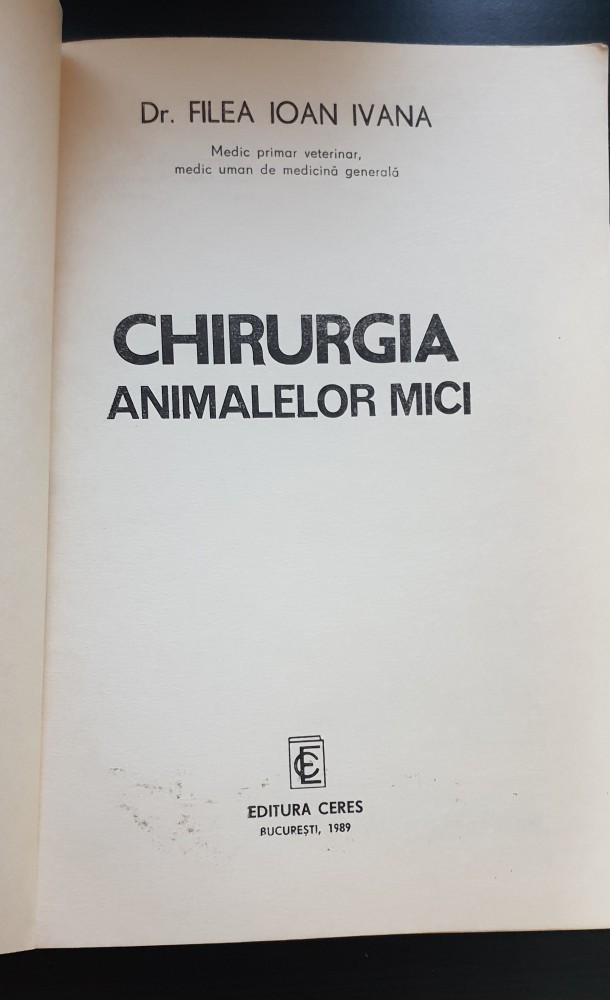 Dr. FILEA IOAN IVANA
Medic primar veterinar,
medic uman de medicină generală
CHIRURGIA
ANIMALELOR MICI
CE
EDITURA CERES
BUCUREȘTI, 1989